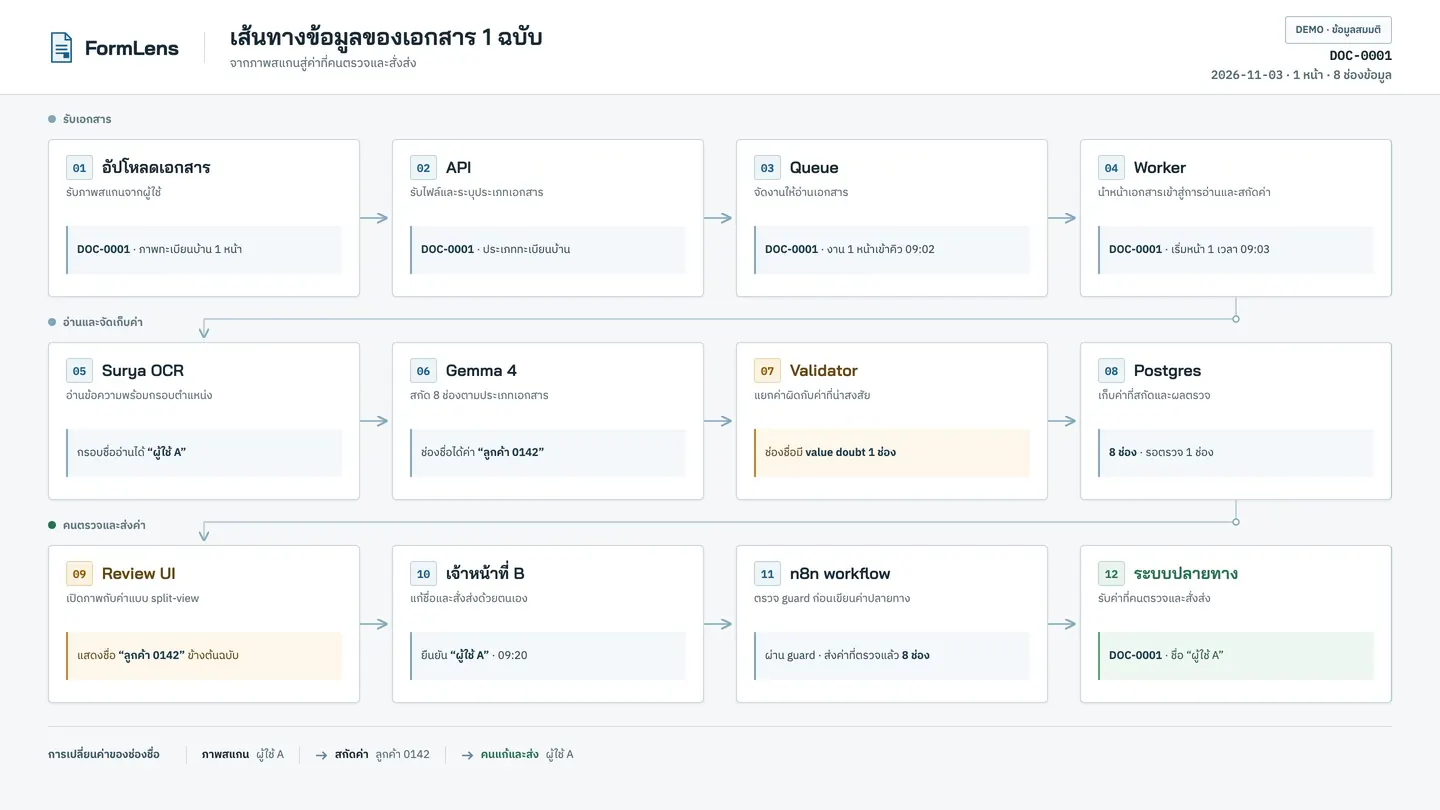 FormLens
เส้นทางข้อมูลของเอกสาร 1 ฉบับ
จากภาพสแกนสู่ค่าที่คนตรวจและสั่งส่ง
DEMO · ข้อมูลสมมติ
DOC-0001
2026-11-03 · 1 หน้า · 8 ช่องข้อมูล
รับเอกสาร
01 อัปโหลดเอกสาร
รับภาพสแกนจากผู้ใช้
DOC-0001 · ภาพทะเบียนบ้าน 1 หน้า
02 API
รับไฟล์และระบุประเภทเอกสาร
DOC-0001 · ประเภททะเบียนบ้าน
03 Queue
จัดงานให้อ่านเอกสาร
DOC-0001 · งาน 1 หน้าเข้าคิว 09:02
04 Worker
นำหน้าเอกสารเข้าสู่การอ่านและสกัดค่า
DOC-0001 · เริ่มหน้า 1 เวลา 09:03
อ่านและจัดเก็บค่า
05 Surya OCR
อ่านข้อความพร้อมกรอบตำแหน่ง
กรอบชื่ออ่านได้ “ผู้ใช้ A”
06 Gemma 4
สกัด 8 ช่องตามประเภทเอกสาร
ช่องชื่อได้ค่า “ลูกค้า 0142”
07 Validator
แยกค่าผิดกับค่าที่น่าสงสัย
ช่องชื่อมี value doubt 1 ช่อง
08 Postgres
เก็บค่าที่สกัดและผลตรวจ
8 ช่อง · รอตรวจ 1 ช่อง
คนตรวจและส่งค่า
09 Review UI
เปิดภาพกับค่าแบบ split-view
แสดงชื่อ “ลูกค้า 0142” ข้างต้นฉบับ
10 เจ้าหน้าที่ B
แก้ชื่อและสั่งส่งด้วยตนเอง
ยืนยัน “ผู้ใช้ A” · 09:20
11 n8n workflow
ตรวจ guard ก่อนเขียนค่าปลายทาง
ผ่าน guard · ส่งค่าที่ตรวจแล้ว 8 ช่อง
12 ระบบปลายทาง
รับค่าที่คนตรวจและสั่งส่ง
DOC-0001 · ชื่อ “ผู้ใช้ A”
การเปลี่ยนค่าของช่องชื่อ ภาพสแกน ผู้ใช้ A → สกัดค่า ลูกค้า 0142 → คนแก้และส่ง ผู้ใช้ A